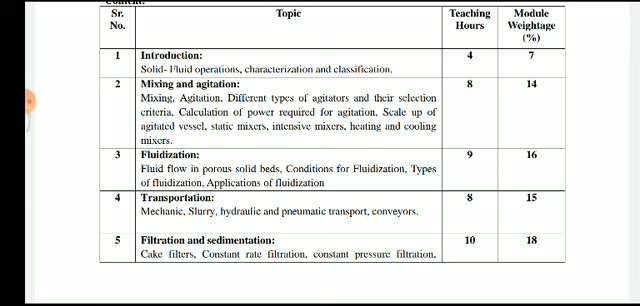 Content:
Sr. No. Topic Teaching Hours Module Weightage (%)
1 Introduction: 4 7
Solid- Fluid operations, characterization and classification.
2 Mixing and agitation: 8 14
Mixing, Agitation, Different types of agitators and their selection
criteria, Calculation of power required for agitation, Scale up of
agitated vessel, static mixers, intensive mixers, heating and cooling
mixers.
3 Fluidization: 9 16
Fluid flow in porous solid beds, Conditions for Fluidization, Types
of fluidization, Applications of fluidization
4 Transportation: 8 15
Mechanic, Slurry, hydraulic and pneumatic transport, conveyors.
5 Filtration and sedimentation: 10 18
Cake filters, Constant rate filtration, constant pressure filtration,